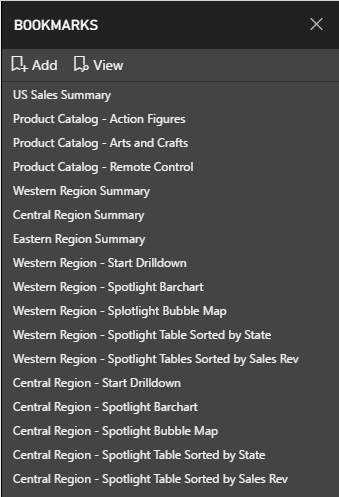 BOOKMARKS
Add View
US Sales Summary
Product Catalog - Action Figures
Product Catalog - Arts and Crafts
Product Catalog - Remote Control
Western Region Summary
Central Region Summary
Eastern Region Summary
Western Region - Start Drilldown
Western Region - Spotlight Barchart
Western Region - Splotlight Bubble Map
Western Region - Spotlight Table Sorted by State
Western Region - Spotlight Tables Sorted by Sales Rev
Central Region - Start Drilldown
Central Region - Spotlight Barchart
Central Region - Spotlight Bubble Map
Central Region - Spotlight Table Sorted by State
Central Region - Spotlight Table Sorted by Sales Rev